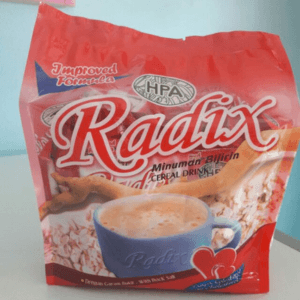 Improved
Formula
HPA
Radix
Minuman Bijirin
CEREAL DRINK
Radix